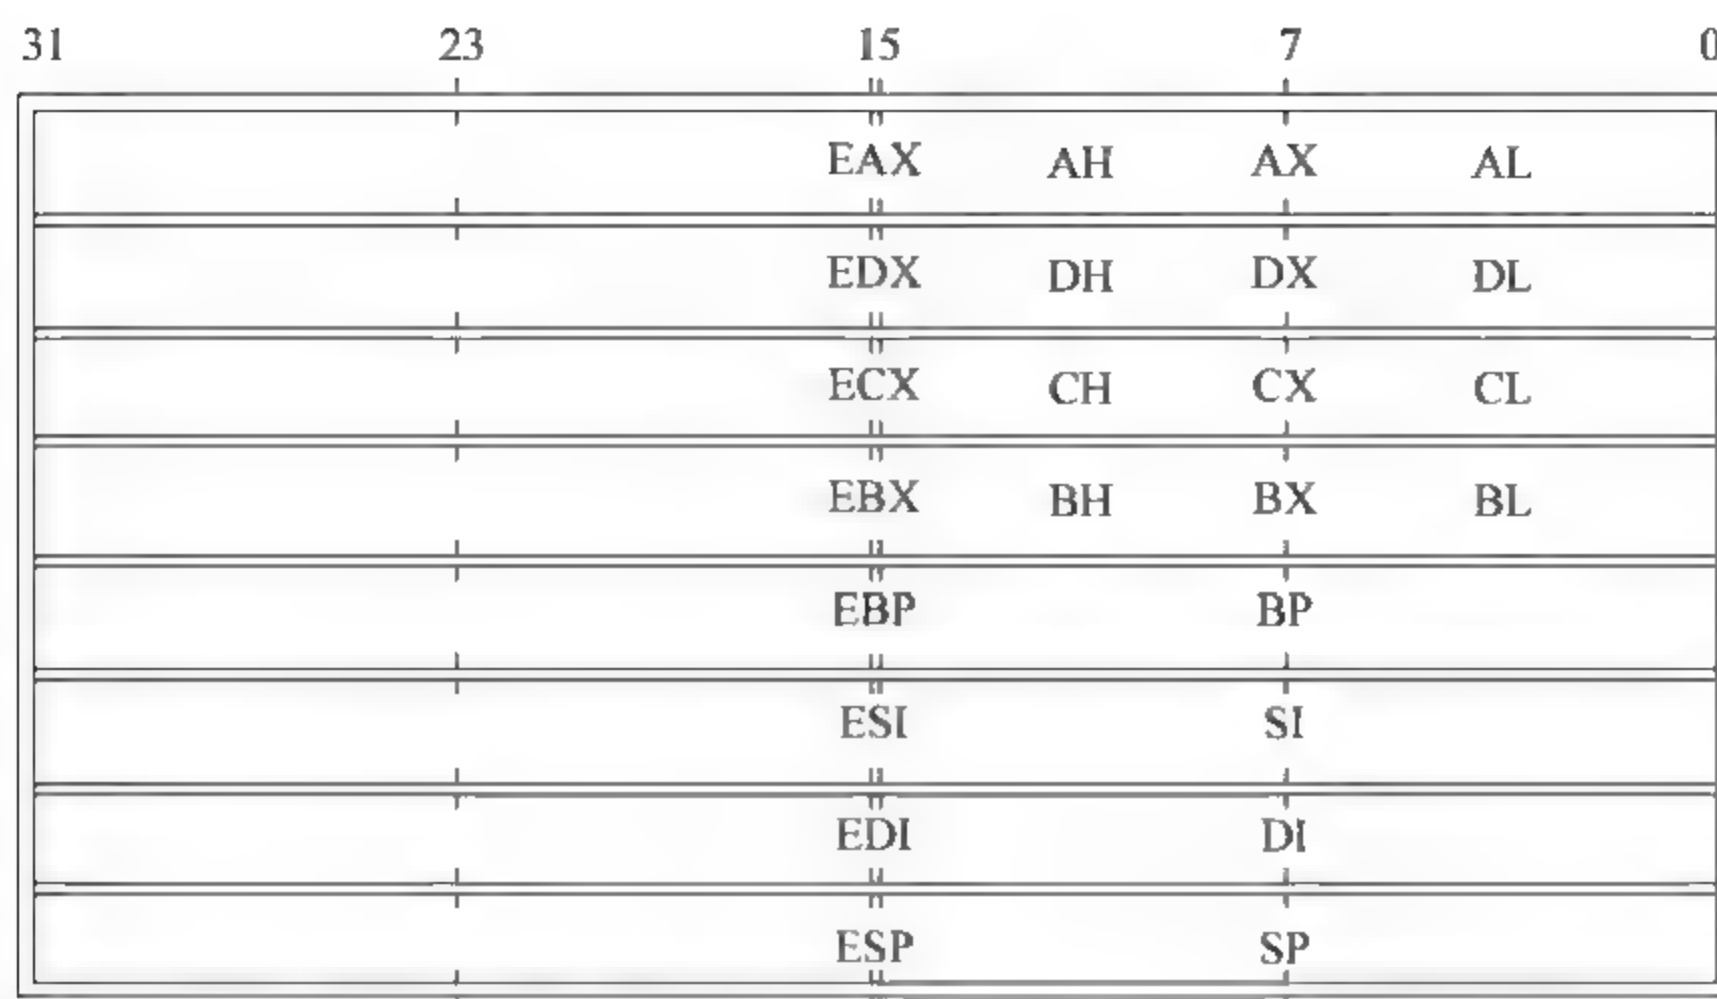 31 23 15 7 0
EAX AH AX AL
EDX DH DX DL
ECX CH CX CL
EBX BH BX BL
EBP BP
ESI SI
EDI DI
ESP SP